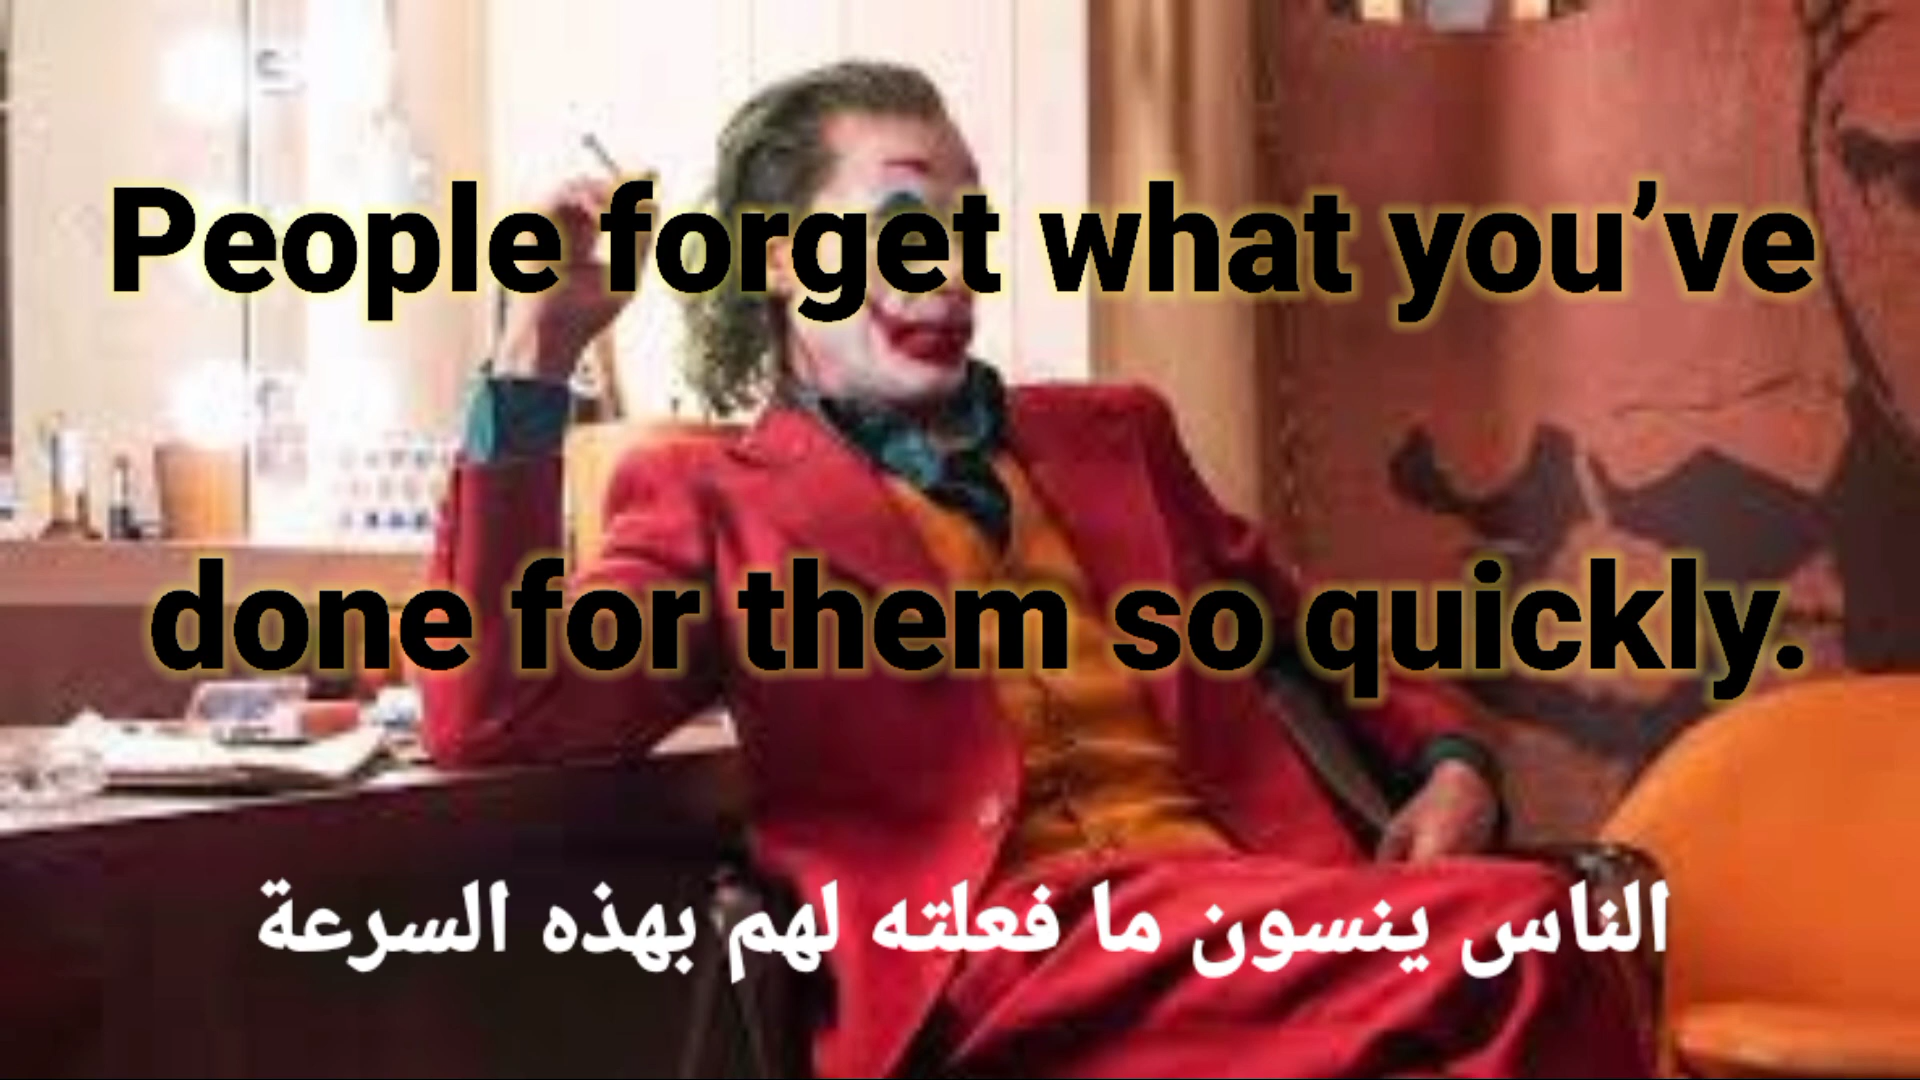 People forget what you’ve
done for them so quickly.
الناس ينسون ما فعلته لهم بهذه السرعة